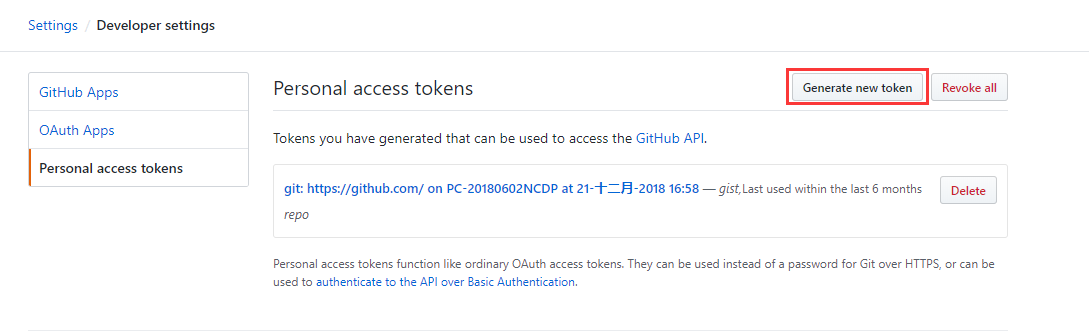 Settings / Developer settings
GitHub Apps
OAuth Apps
Personal access tokens
Personal access tokens
Generate new token
Revoke all
Tokens you have generated that can be used to access the GitHub API.
git: https://github.com/ on PC-20180602NCDP at 21-十二月-2018 16:58 — gist, Last used within the last 6 months
repo
Delete
Personal access tokens function like ordinary OAuth access tokens. They can be used instead of a password for Git over HTTPS, or can be
used to authenticate to the API over Basic Authentication.